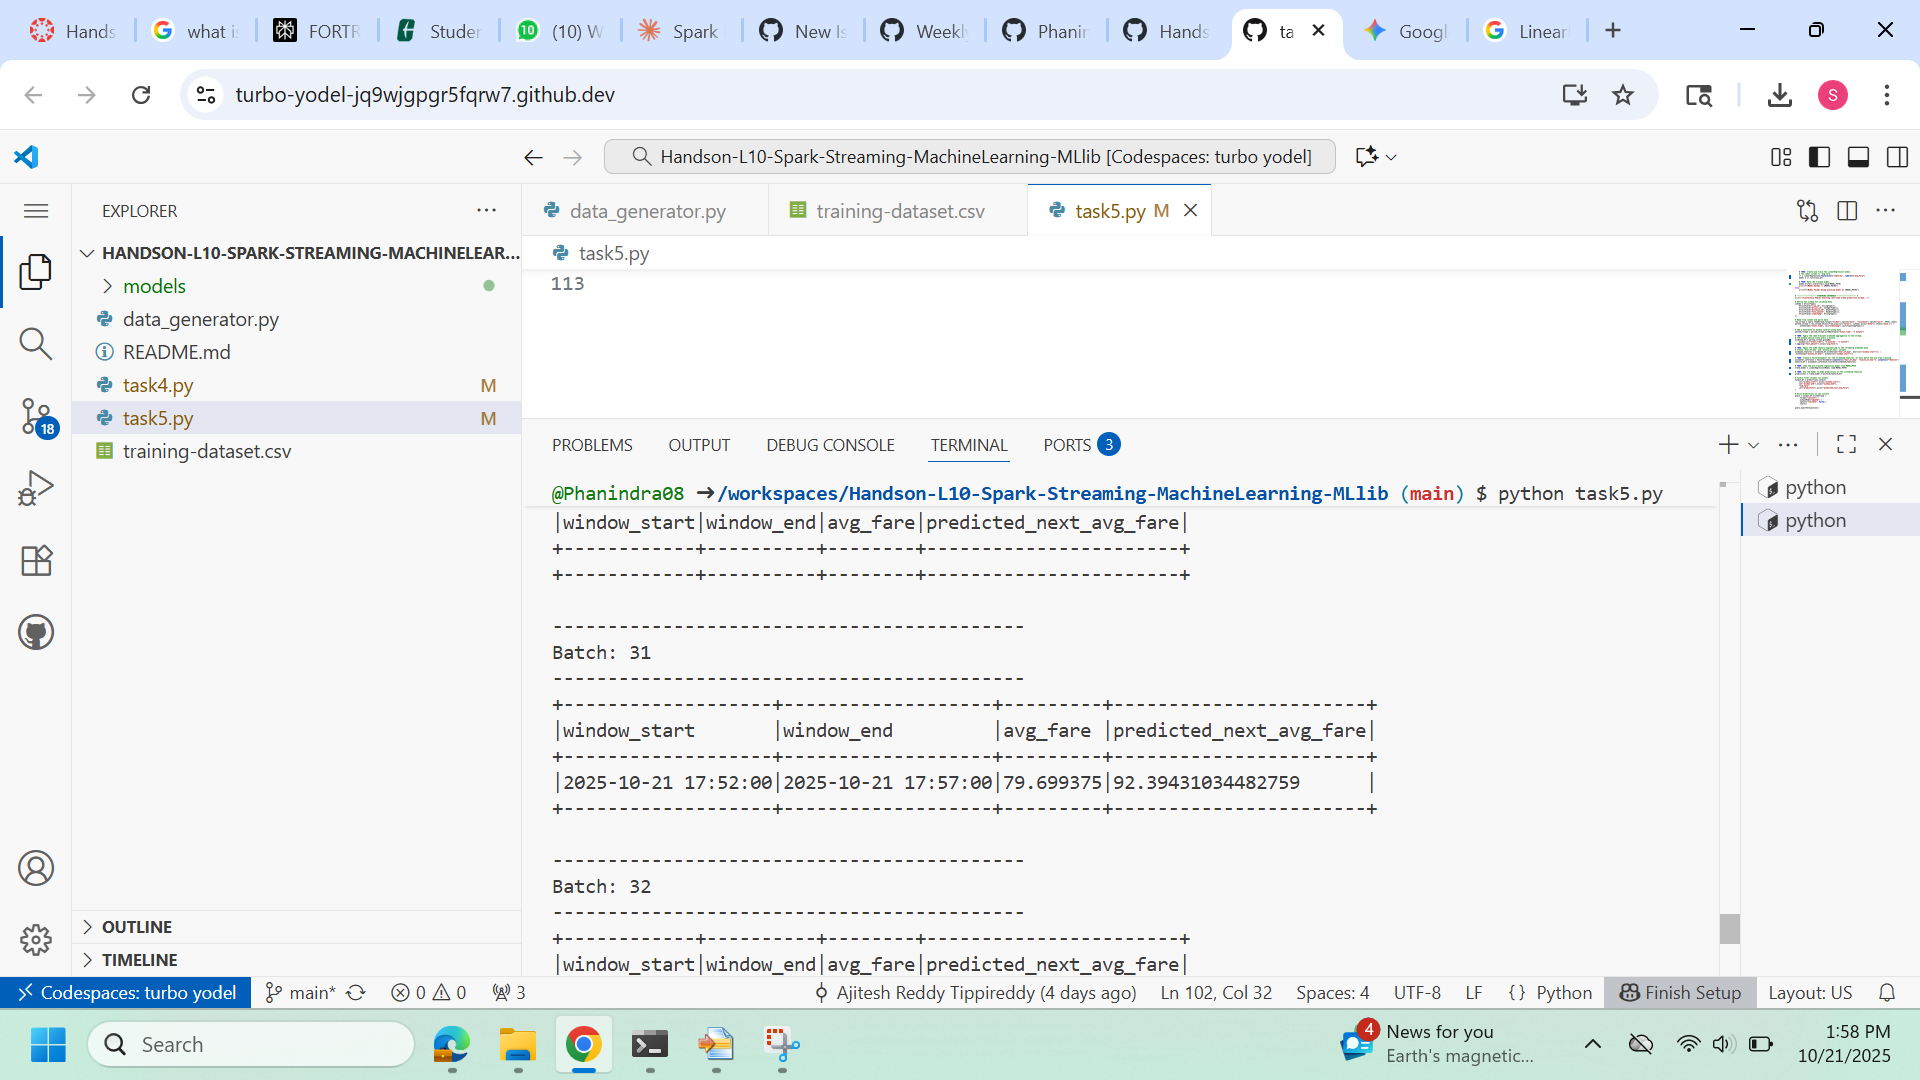 Hands
what is
FORTR
Studer
(10) W
Spark
New Is
Weekly
Phanin
Hands
ta
Googl
Linear
turbo-yodel-jq9wjgpgr5fqrw7.github.dev
S
Handson-L10-Spark-Streaming-MachineLearning-MLlib [Codespaces: turbo yodel]
EXPLORER
HANDSON-L10-SPARK-STREAMING-MACHINELEAR...
models
data_generator.py
README.md
task4.py M
task5.py M
training-dataset.csv
18
OUTLINE
TIMELINE
data_generator.py
training-dataset.csv
task5.py M
task5.py
113
PROBLEMS
OUTPUT
DEBUG CONSOLE
TERMINAL
PORTS 3
python
python
@Phanindra08 ➜/workspaces/Handson-L10-Spark-Streaming-MachineLearning-MLlib (main) $ python task5.py
|window_start|window_end|avg_fare|predicted_next_avg_fare|
+------------+----------+--------+-----------------------+
+------------+----------+--------+-----------------------+
-------------------------------------------
Batch: 31
-------------------------------------------
+-------------------+-------------------+---------+-----------------------+
|window_start       |window_end         |avg_fare |predicted_next_avg_fare|
+-------------------+-------------------+---------+-----------------------+
|2025-10-21 17:52:00|2025-10-21 17:57:00|79.699375|92.39431034482759      |
+-------------------+-------------------+---------+-----------------------+
-------------------------------------------
Batch: 32
-------------------------------------------
+------------+----------+--------+-----------------------+
|window_start|window_end|avg_fare|predicted_next_avg_fare|
Codespaces: turbo yodel
main*
0
0
3
Ajitesh Reddy Tippireddy (4 days ago)
Ln 102, Col 32
Spaces: 4
UTF-8
LF
{ } Python
Finish Setup
Layout: US
Search
4
News for you
Earth's magnetic...
1:58 PM
10/21/2025